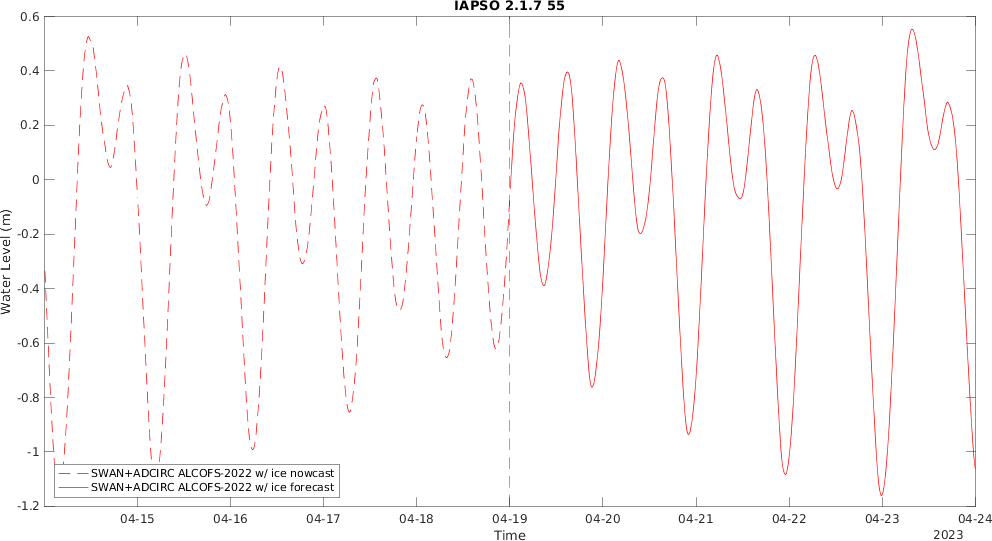 IAPSO 2.1.7 55
0.6
0.4
0.2
0
-0.2
-0.4
-0.6
-0.8
-1
-1.2
Water Level (m)
SWAN+ADCIRC ALCOFS-2022 w/ ice nowcast
SWAN+ADCIRC ALCOFS-2022 w/ ice forecast
04-15 04-16 04-17 04-18 04-19 04-20 04-21 04-22 04-23 04-24
Time
2023